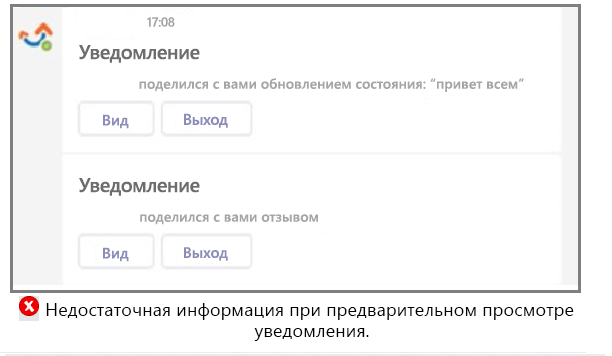 17:08
Уведомление
поделился с вами обновлением состояния: “привет всем”
Вид Выход
Уведомление
поделился с вами отзывом
Вид Выход
Недостаточная информация при предварительном просмотре
уведомления.